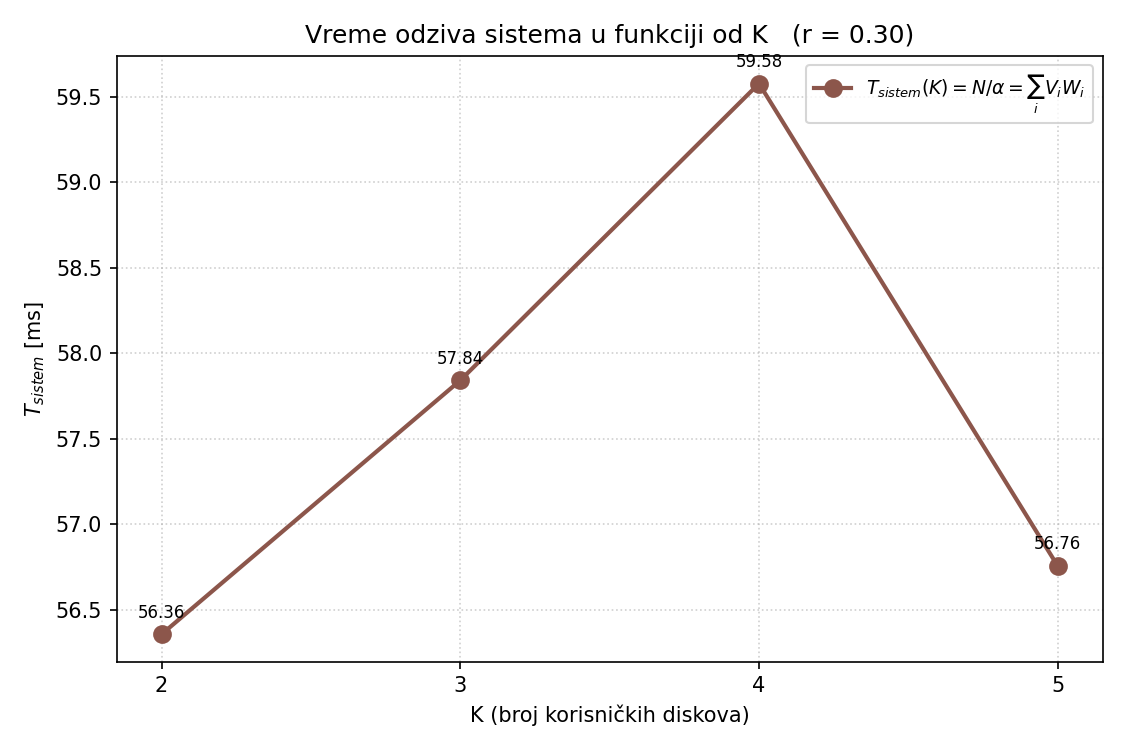 Vreme odziva sistema u funkciji od K (r = 0.30)
59.58
T_sistem(K) = N/α = ∑_i V_iW_i
59.5
59.0
58.5
58.0
57.84
57.5
57.0
56.76
56.5
56.36
T_sistem [ms]
2 3 4 5
K (broj korisničkih diskova)